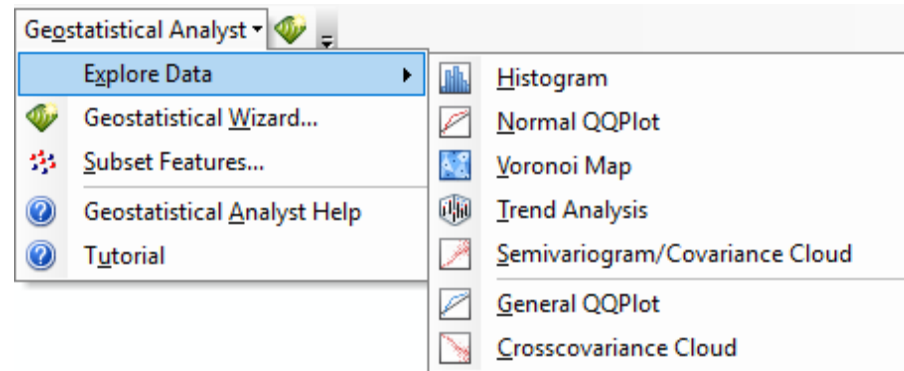 Geostatistical Analyst
Explore Data
Geostatistical Wizard...
Subset Features...
Geostatistical Analyst Help
Tutorial
Histogram
Normal QQPlot
Voronoi Map
Trend Analysis
Semivariogram/Covariance Cloud
General QQPlot
Crosscovariance Cloud